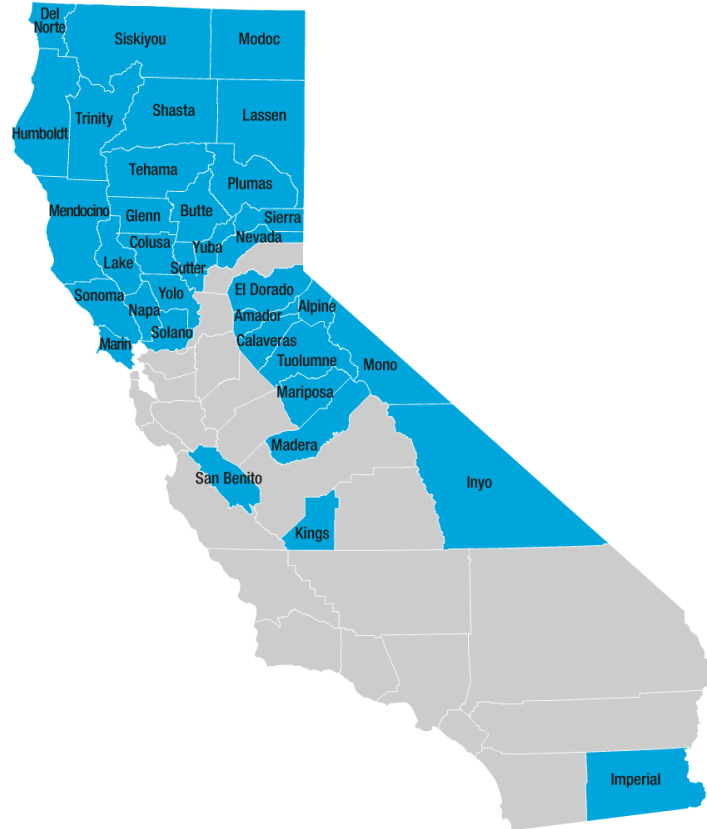 Del
Norte
Siskiyou
Modoc
Humboldt
Trinity
Shasta
Lassen
Tehama
Plumas
Mendocino
Glenn
Butte
Sierra
Colusa
Yuba
Nevada
Lake
Sutter
Sonoma
Yolo
El Dorado
Napa
Alpine
Amador
Solano
Marin
Calaveras
Tuolumne
Mono
Mariposa
Madera
San Benito
Inyo
Kings
Imperial